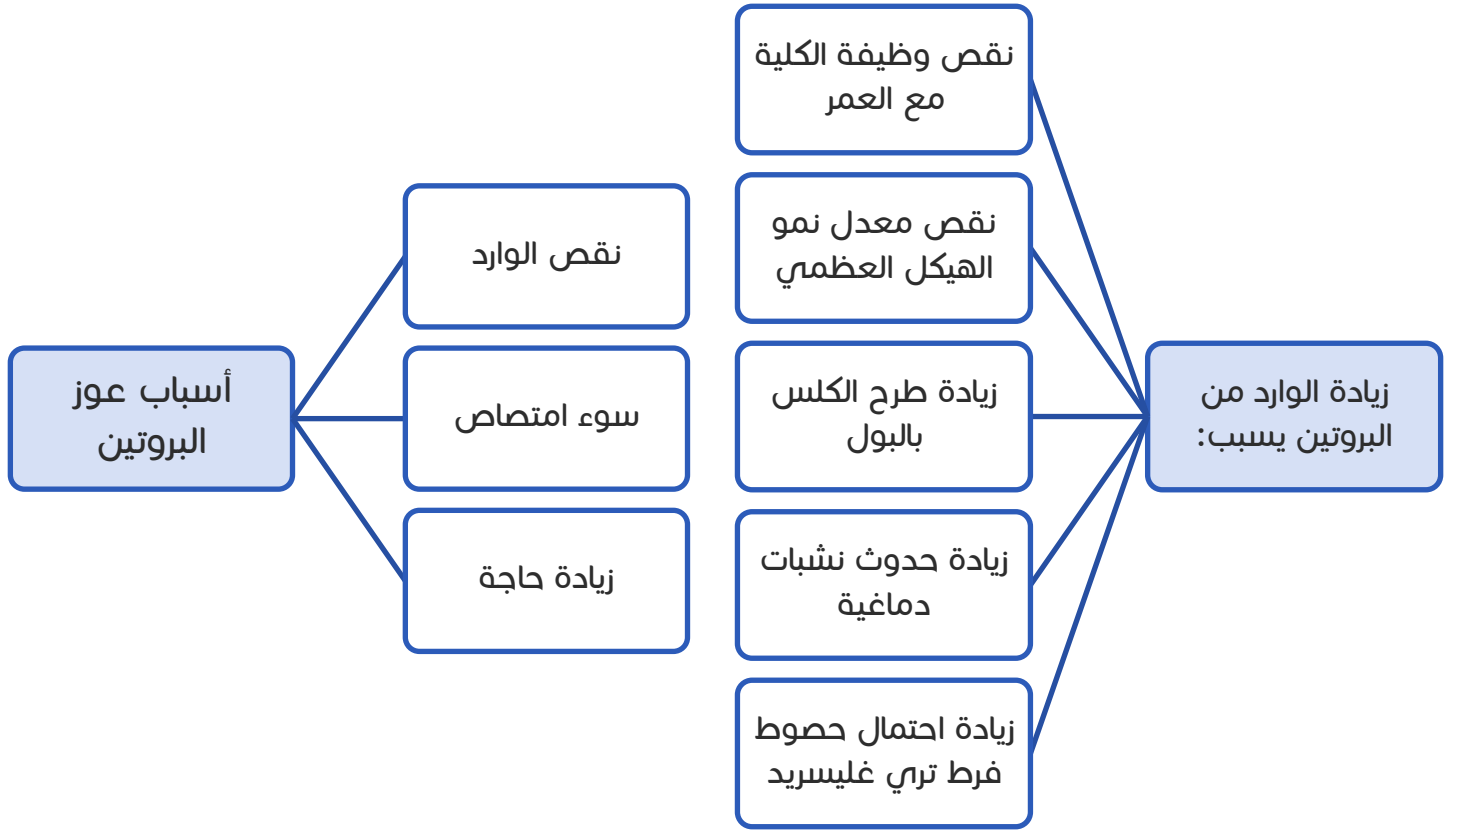 زيادة الوارد من
البروتين يسبب:
نقص وظيفة الكلية
مع العمر
نقص معدل نمو
الهيكل العظمي
زيادة طرح الكلس
بالبول
زيادة حدوث نشبات
دماغية
زيادة احتمال حصوط
فرط تري غليسريد
أسباب عوز
البروتين
نقص الوارد
سوء امتصاص
زيادة حاجة